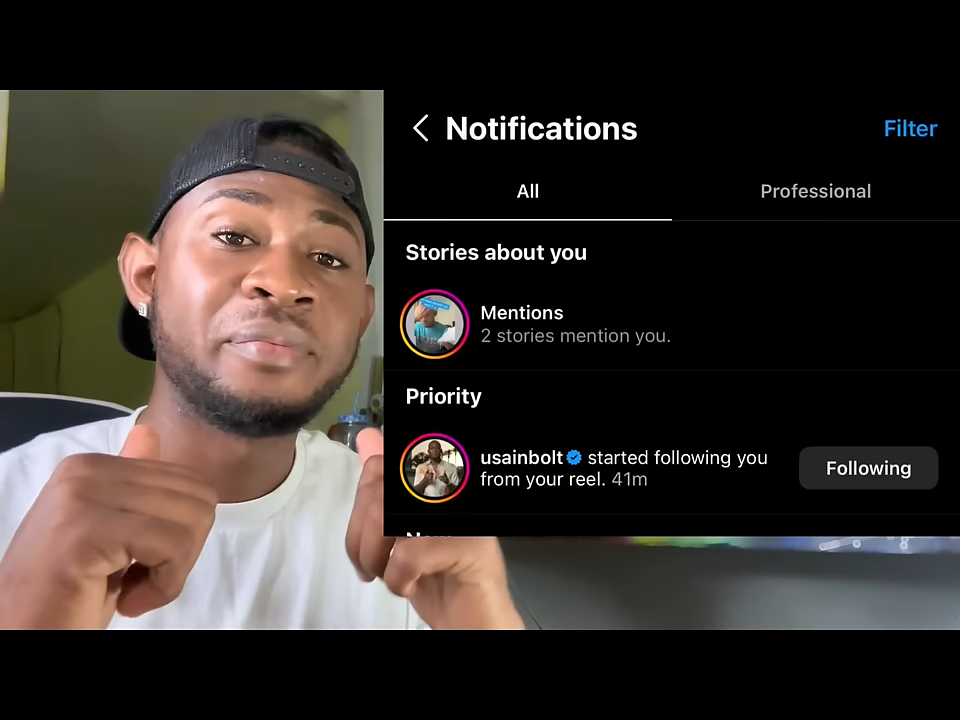 Notifications
Filter
All
Professional
Stories about you
Mentions
2 stories mention you.
Priority
usainbolt started following you
from your reel. 41m
Following